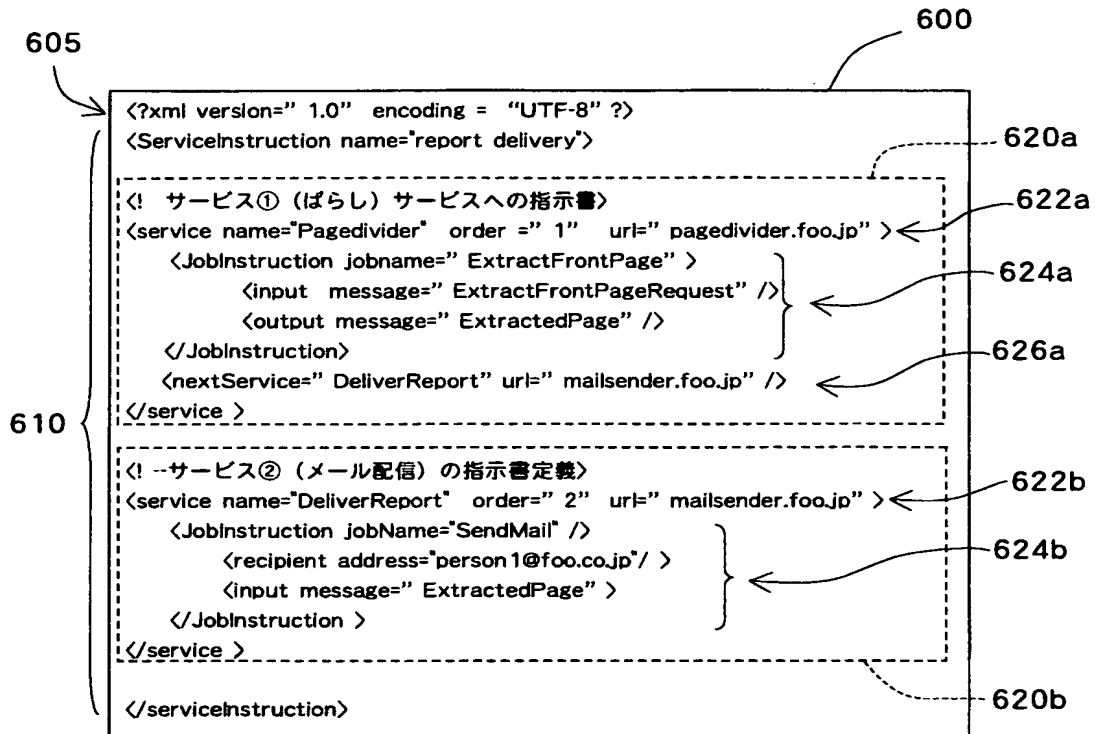 600
605
<?xml version=" 1.0" encoding = "UTF-8" ?>
<ServiceInstruction name="report delivery">
620a
<! サービス① (ばらし) サービスへの指示書>
622a
<service name="Pagedivider" order =" 1" url=" pagedivider.foo.jp" >
<JobInstruction jobname=" ExtractFrontPage" >
624a
<input message=" ExtractFrontPageRequest" />
<output message=" ExtractedPage" />
</JobInstruction>
626a
<nextService=" DeliverReport" url=" mailsender.foo.jp" />
</service >
610
<! --サービス② (メール配信) の指示書定義>
622b
<service name="DeliverReport" order=" 2" url=" mailsender.foo.jp" >
<JobInstruction jobName="SendMail" />
624b
<recipient address="person1@foo.co.jp"/ >
<input message=" ExtractedPage" >
</JobInstruction >
</service >
620b
</serviceInstruction>